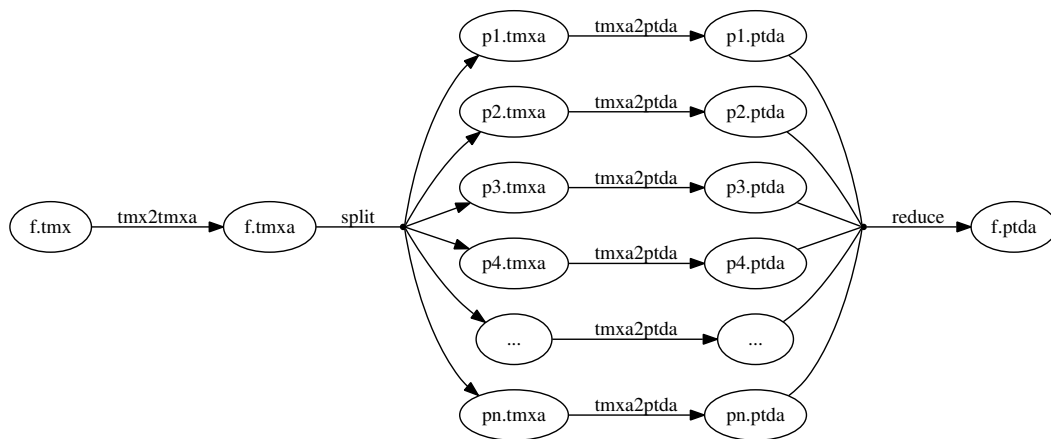 p1.tmxa tmxa2ptda p1.ptda
p2.tmxa tmxa2ptda p2.ptda
p3.tmxa tmxa2ptda p3.ptda
f.tmx tmx2tmxa f.tmxa split reduce f.ptda
p4.tmxa tmxa2ptda p4.ptda
... tmxa2ptda ...
pn.tmxa tmxa2ptda pn.ptda